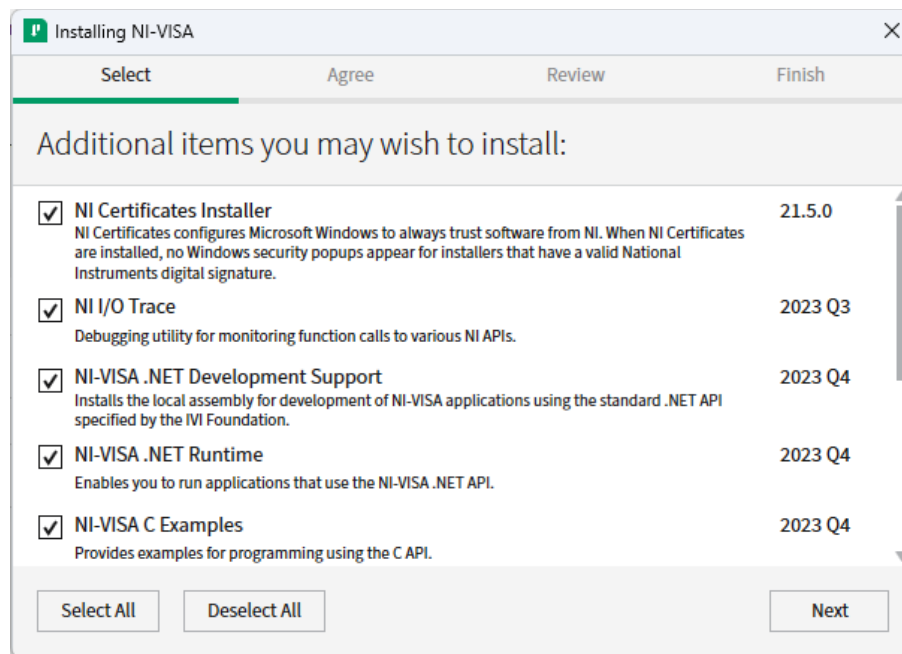 Installing NI-VISA
Select Agree Review Finish
Additional items you may wish to install:
NI Certificates Installer 21.5.0
NI Certificates configures Microsoft Windows to always trust software from NI. When NI Certificates
are installed, no Windows security popups appear for installers that have a valid National
Instruments digital signature.
NI I/O Trace 2023 Q3
Debugging utility for monitoring function calls to various NI APIs.
NI-VISA .NET Development Support 2023 Q4
Installs the local assembly for development of NI-VISA applications using the standard .NET API
specified by the IVI Foundation.
NI-VISA .NET Runtime 2023 Q4
Enables you to run applications that use the NI-VISA .NET API.
NI-VISA C Examples 2023 Q4
Provides examples for programming using the C API.
Select All Deselect All Next